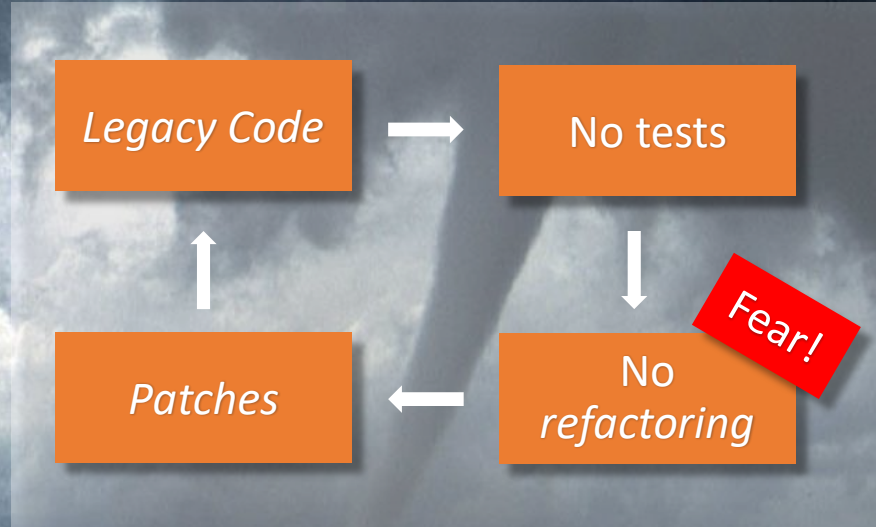 Legacy Code
No tests
Fear!
No
refactoring
Patches